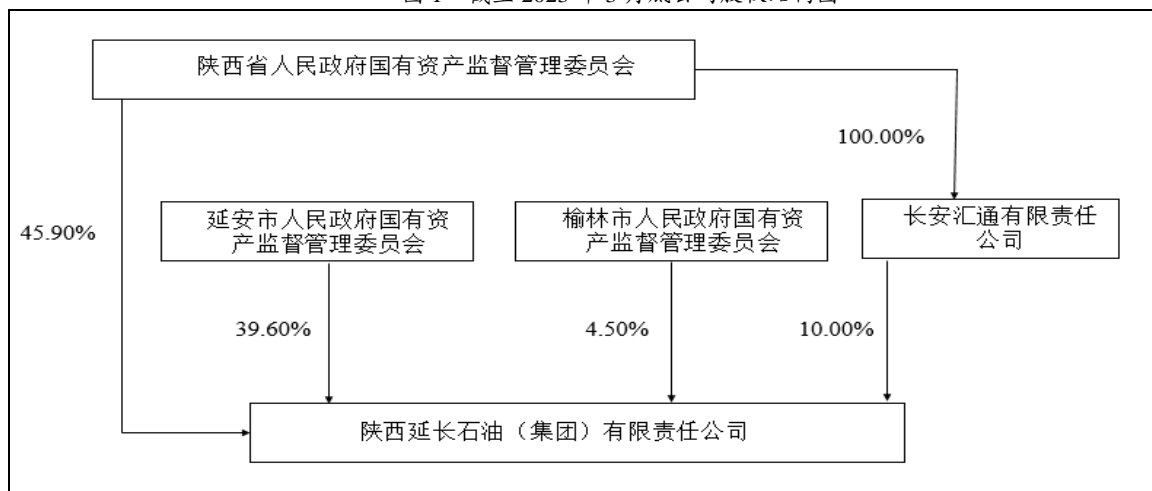 陕西省人民政府国有资产监督管理委员会
100.00%
45.90%
延安市人民政府国有资
产监督管理委员会
榆林市人民政府国有资
产监督管理委员会
长安汇通有限责任
公司
39.60%
4.50%
10.00%
陕西延长石油（集团）有限责任公司